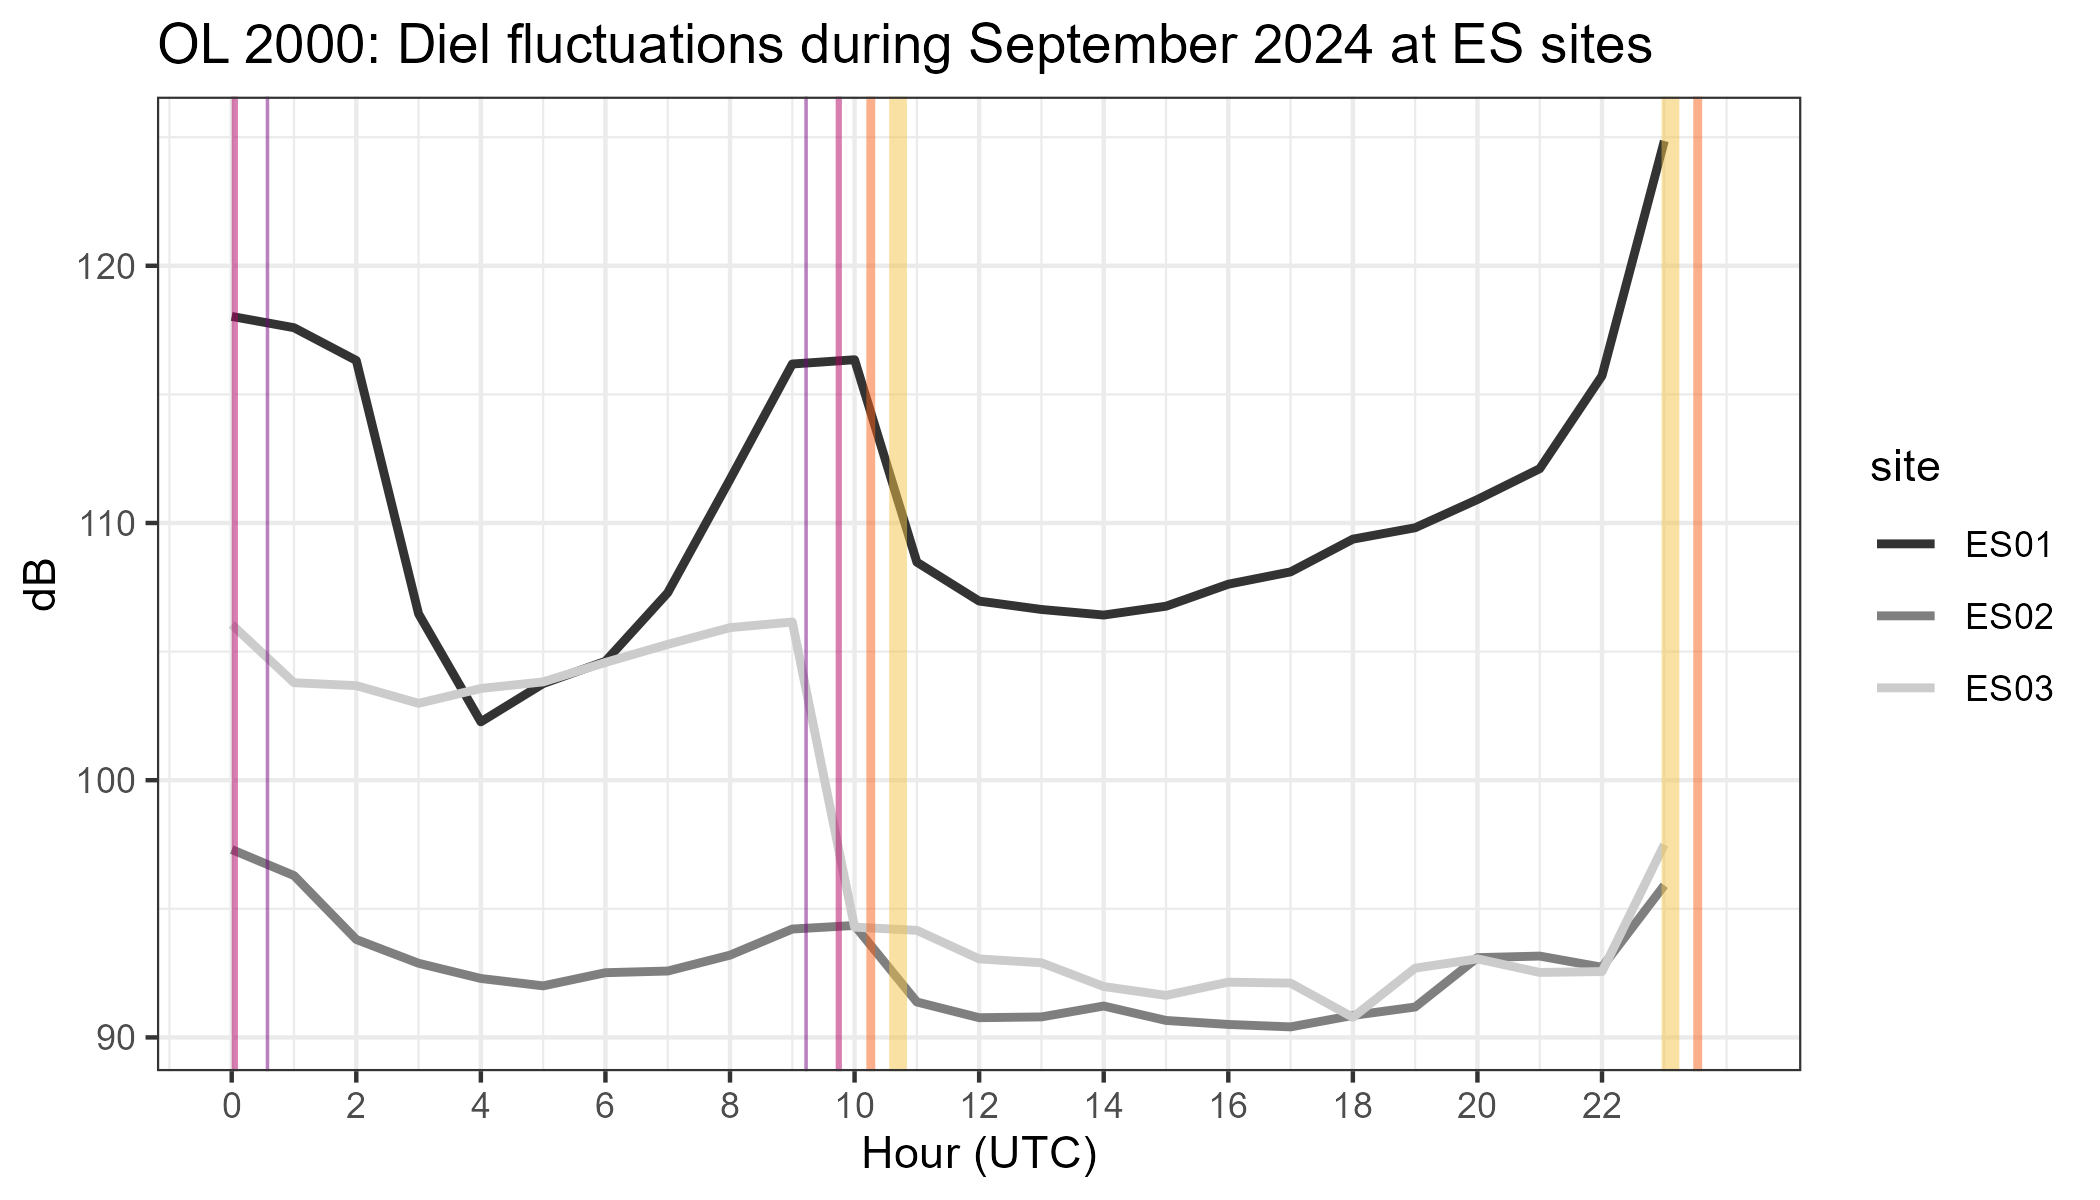 OL 2000: Diel fluctuations during September 2024 at ES sites
dB
120
110
100
90
0 2 4 6 8 10 12 14 16 18 20 22
Hour (UTC)
site
ES01
ES02
ES03